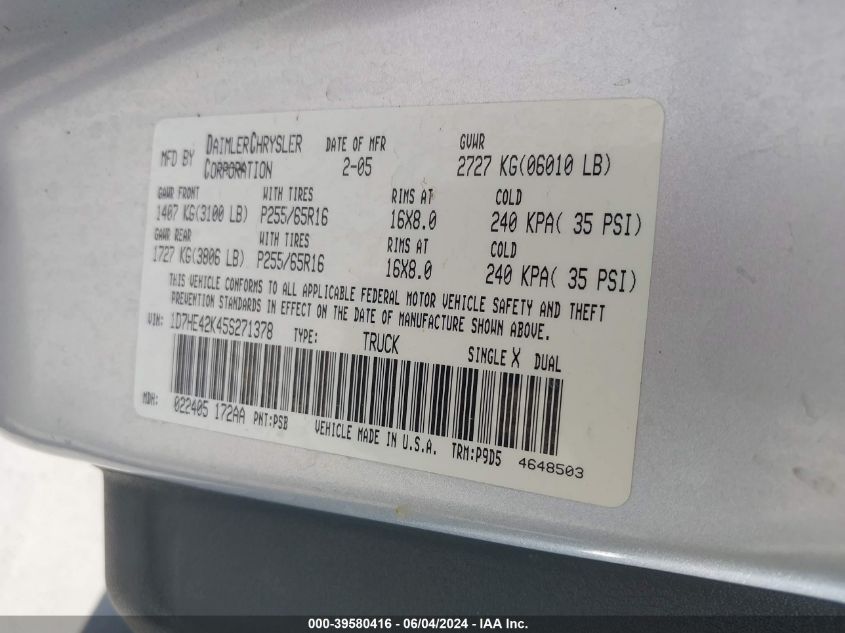 MFD BY DAIMLERCHRYSLER CORPORATION DATE OF MFR 2-05 GVWR 2727 KG(06010 LB)
GAWR FRONT WITH TIRES RIMS AT COLD
1407 KG(3100 LB) P255/65R16 16X8.0 240 KPA( 35 PSI)
GAWR REAR WITH TIRES RIMS AT COLD
1727 KG(3806 LB) P255/65R16 16X8.0 240 KPA( 35 PSI)
THIS VEHICLE CONFORMS TO ALL APPLICABLE FEDERAL MOTOR VEHICLE SAFETY AND THEFT
PREVENTION STANDARDS IN EFFECT ON THE DATE OF MANUFACTURE SHOWN ABOVE.
VIN: 1D7HE42K45S271378 TYPE: TRUCK SINGLE X DUAL
MDH: 022405 172AA PNT:PSB VEHICLE MADE IN U.S.A. TRM:P9D5 4648503
000-39580416 - 06/04/2024 - IAA Inc.